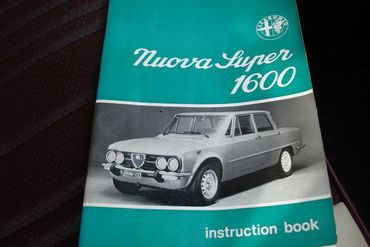 Nuova Super
1600
instruction book